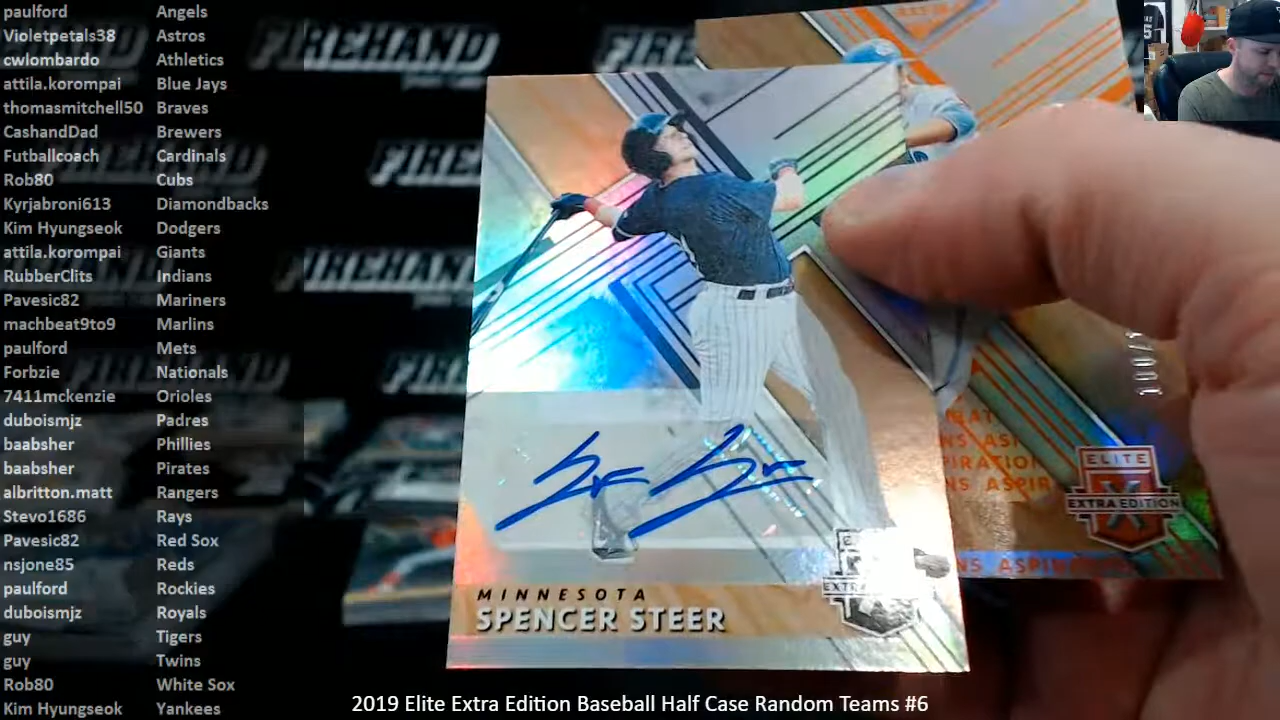 paulford Angels
Violetpetals38 Astros
cwlombardo Athletics
attila.korompai Blue Jays
thomasmitchell50 Braves
CashandDad Brewers
Futballcoach Cardinals
Rob80 Cubs
Kyrjabroni613 Diamondbacks
Kim Hyungseok Dodgers
attila.korompai Giants
RubberClits Indians
Pavesic82 Mariners
machbeat9to9 Marlins
paulford Mets
Forbzie Nationals
7411mckenzie Orioles
duboismjz Padres
baabsher Phillies
baabsher Pirates
albritton.matt Rangers
Stevo1686 Rays
Pavesic82 Red Sox
nsjone85 Reds
paulford Rockies
duboismjz Royals
guy Tigers
guy Twins
Rob80 White Sox
Kim Hyungseok Yankees
FIREHAND
FIREHAND
FIREHAND
MINNESOTA
SPENCER STEER
ELITE
EXTRA EDITION
NS ASPIRATIONS
2019 Elite Extra Edition Baseball Half Case Random Teams #6